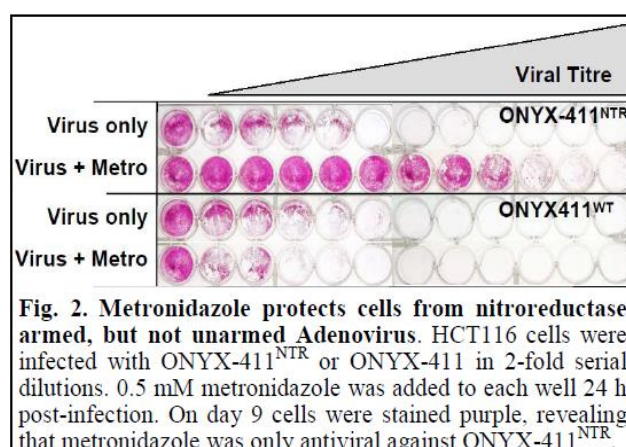 Viral Titre
Virus only
ONYX-411NTR
Virus + Metro
Virus only
ONYX411WT
Virus + Metro
Fig. 2. Metronidazole protects cells from nitroreductase
armed, but not unarmed Adenovirus. HCT116 cells were
infected with ONYX-411NTR or ONYX-411 in 2-fold serial
dilutions. 0.5 mM metronidazole was added to each well 24 h
post-infection. On day 9 cells were stained purple, revealing
that metronidazole was only antiviral against ONYX-411NTR.